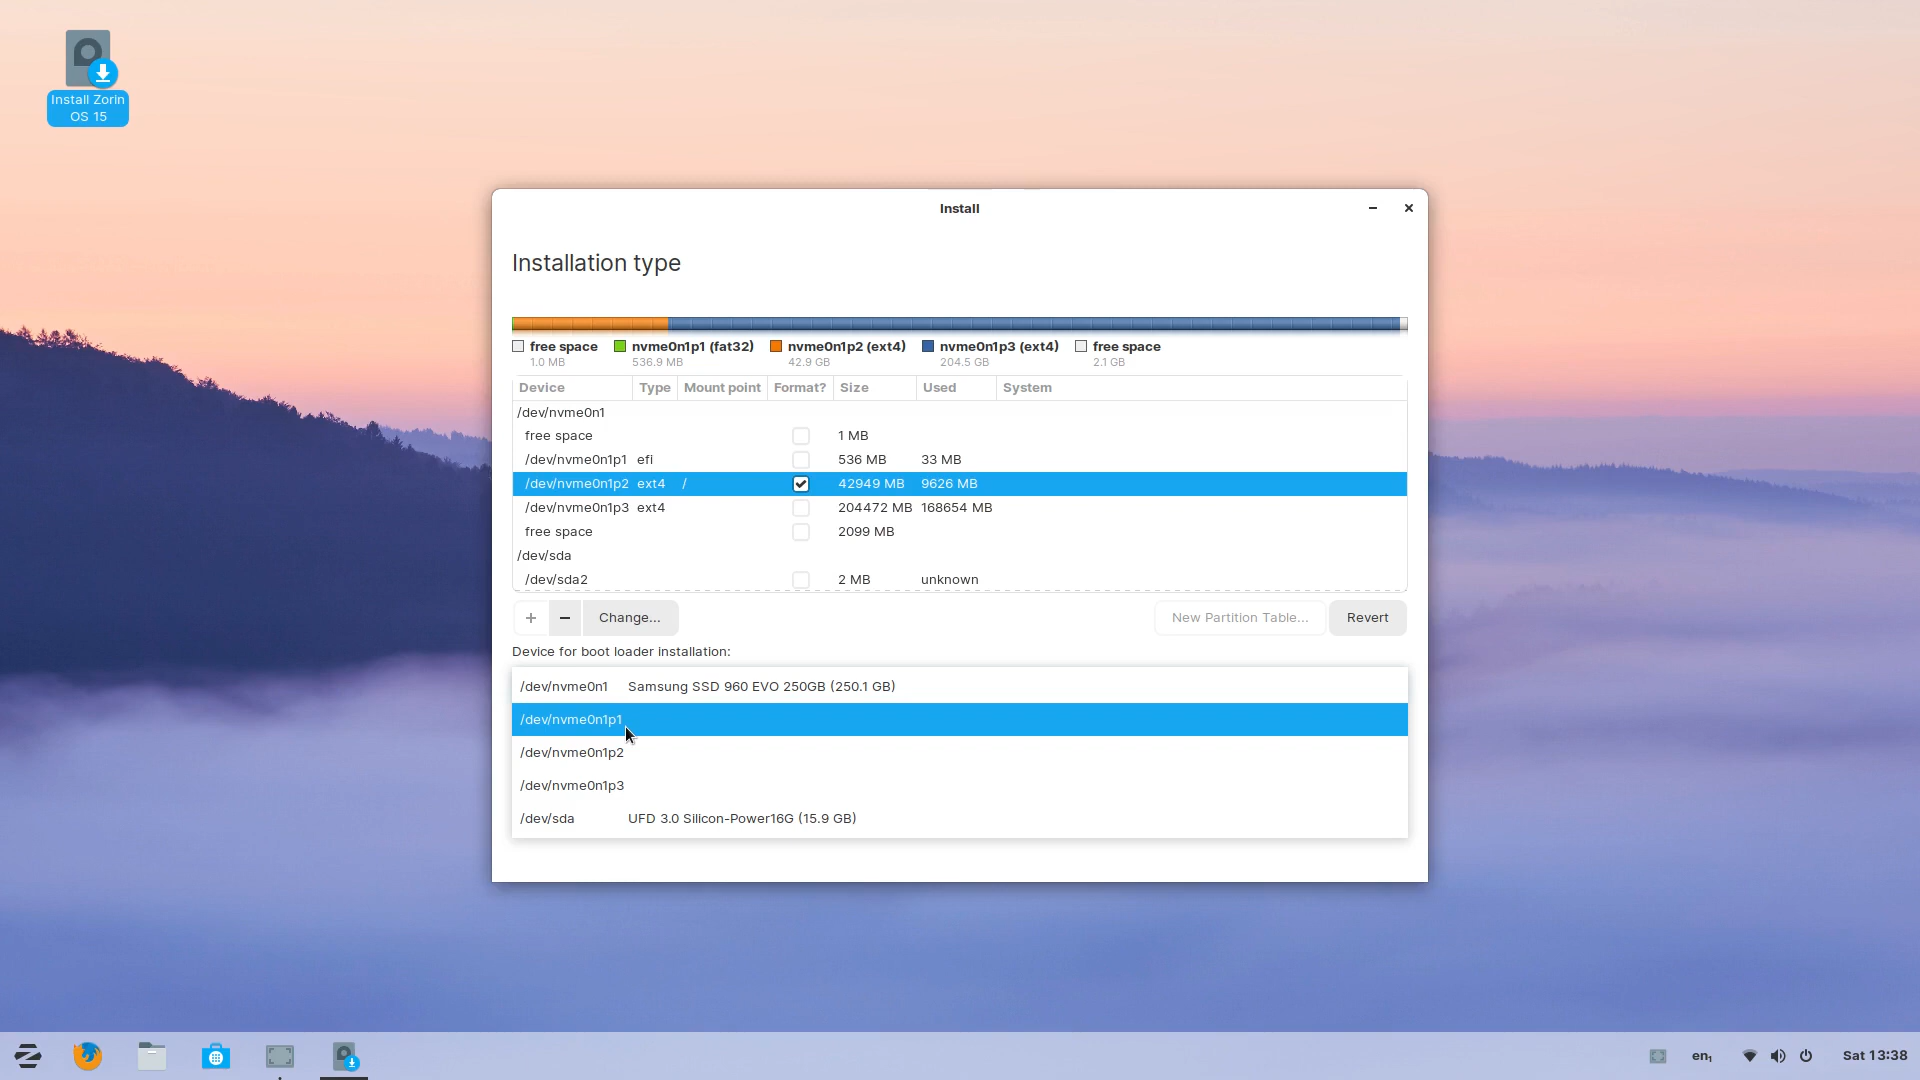 Install Zorin
OS 15
Install
Installation type
free space nvme0n1p1 (fat32) nvme0n1p2 (ext4) nvme0n1p3 (ext4) free space
1.0 MB 536.9 MB 42.9 GB 204.5 GB 2.1 GB
Device Type Mount point Format? Size Used System
/dev/nvme0n1
free space 1 MB
/dev/nvme0n1p1 efi 536 MB 33 MB
/dev/nvme0n1p2 ext4 / 42949 MB 9626 MB
/dev/nvme0n1p3 ext4 204472 MB 168654 MB
free space 2099 MB
/dev/sda
/dev/sda2 2 MB unknown
+ − Change... New Partition Table... Revert
Device for boot loader installation:
/dev/nvme0n1 Samsung SSD 960 EVO 250GB (250.1 GB)
/dev/nvme0n1p1
/dev/nvme0n1p2
/dev/nvme0n1p3
/dev/sda UFD 3.0 Silicon-Power16G (15.9 GB)
en₁ Sat 13:38